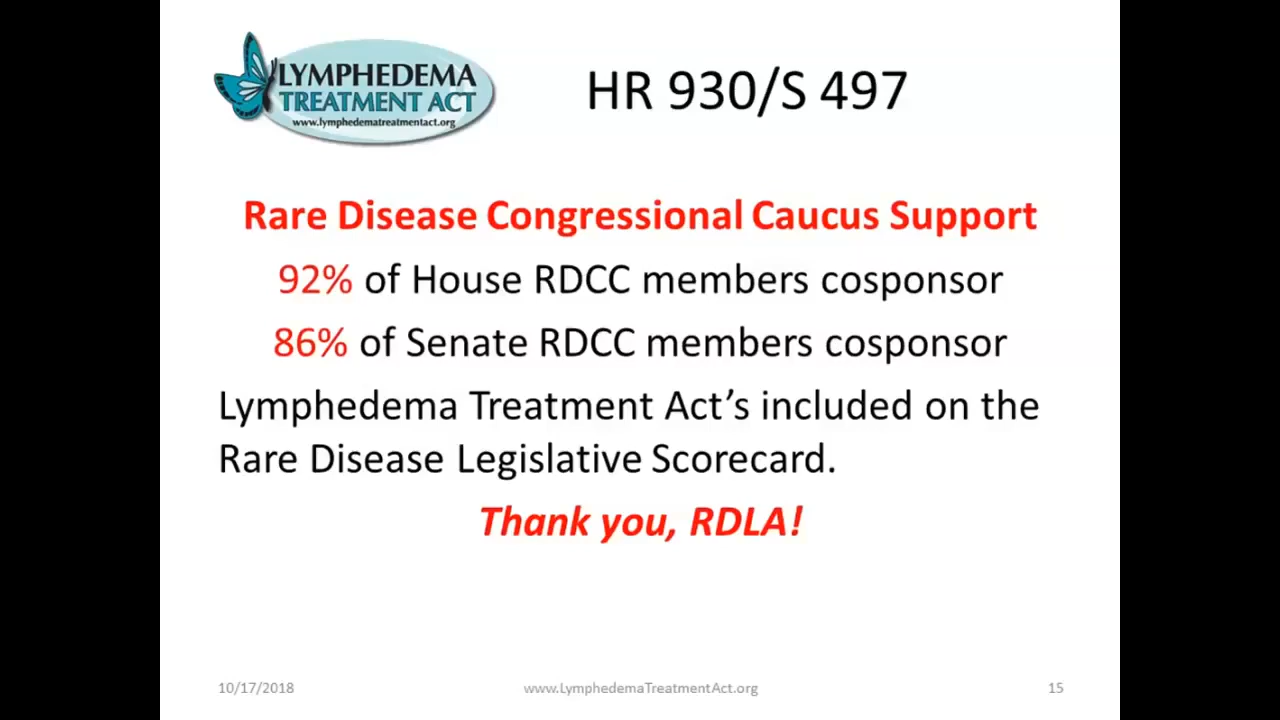 LYMPHEDEMA
TREATMENT ACT
www.lymphedematreatmentact.org
HR 930/S 497
Rare Disease Congressional Caucus Support
92% of House RDCC members cosponsor
86% of Senate RDCC members cosponsor
Lymphedema Treatment Act’s included on the
Rare Disease Legislative Scorecard.
Thank you, RDLA!
10/17/2018
www.LymphedemaTreatmentAct.org
15